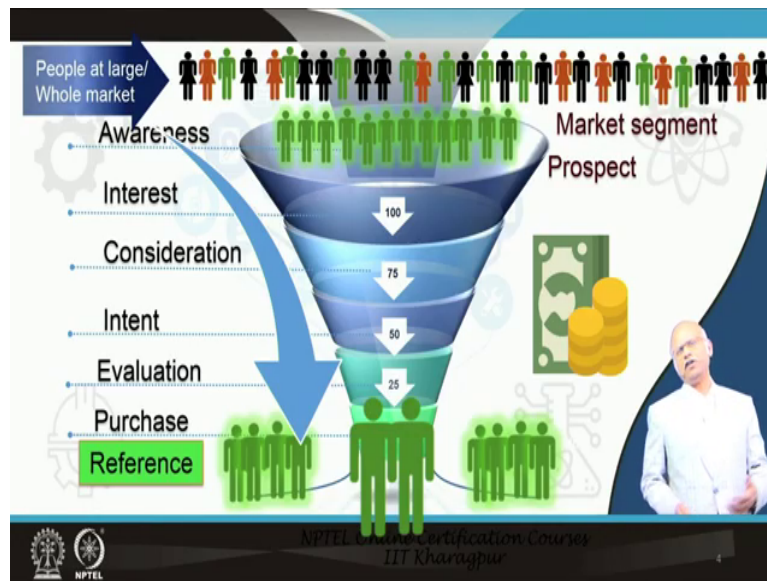 People at large/
Whole market
Awareness
Market segment
Prospect
Interest
100
Consideration
75
Intent
50
Evaluation
25
Purchase
Reference
NPTEL Online Certification Courses
IIT Kharagpur
NPTEL
4